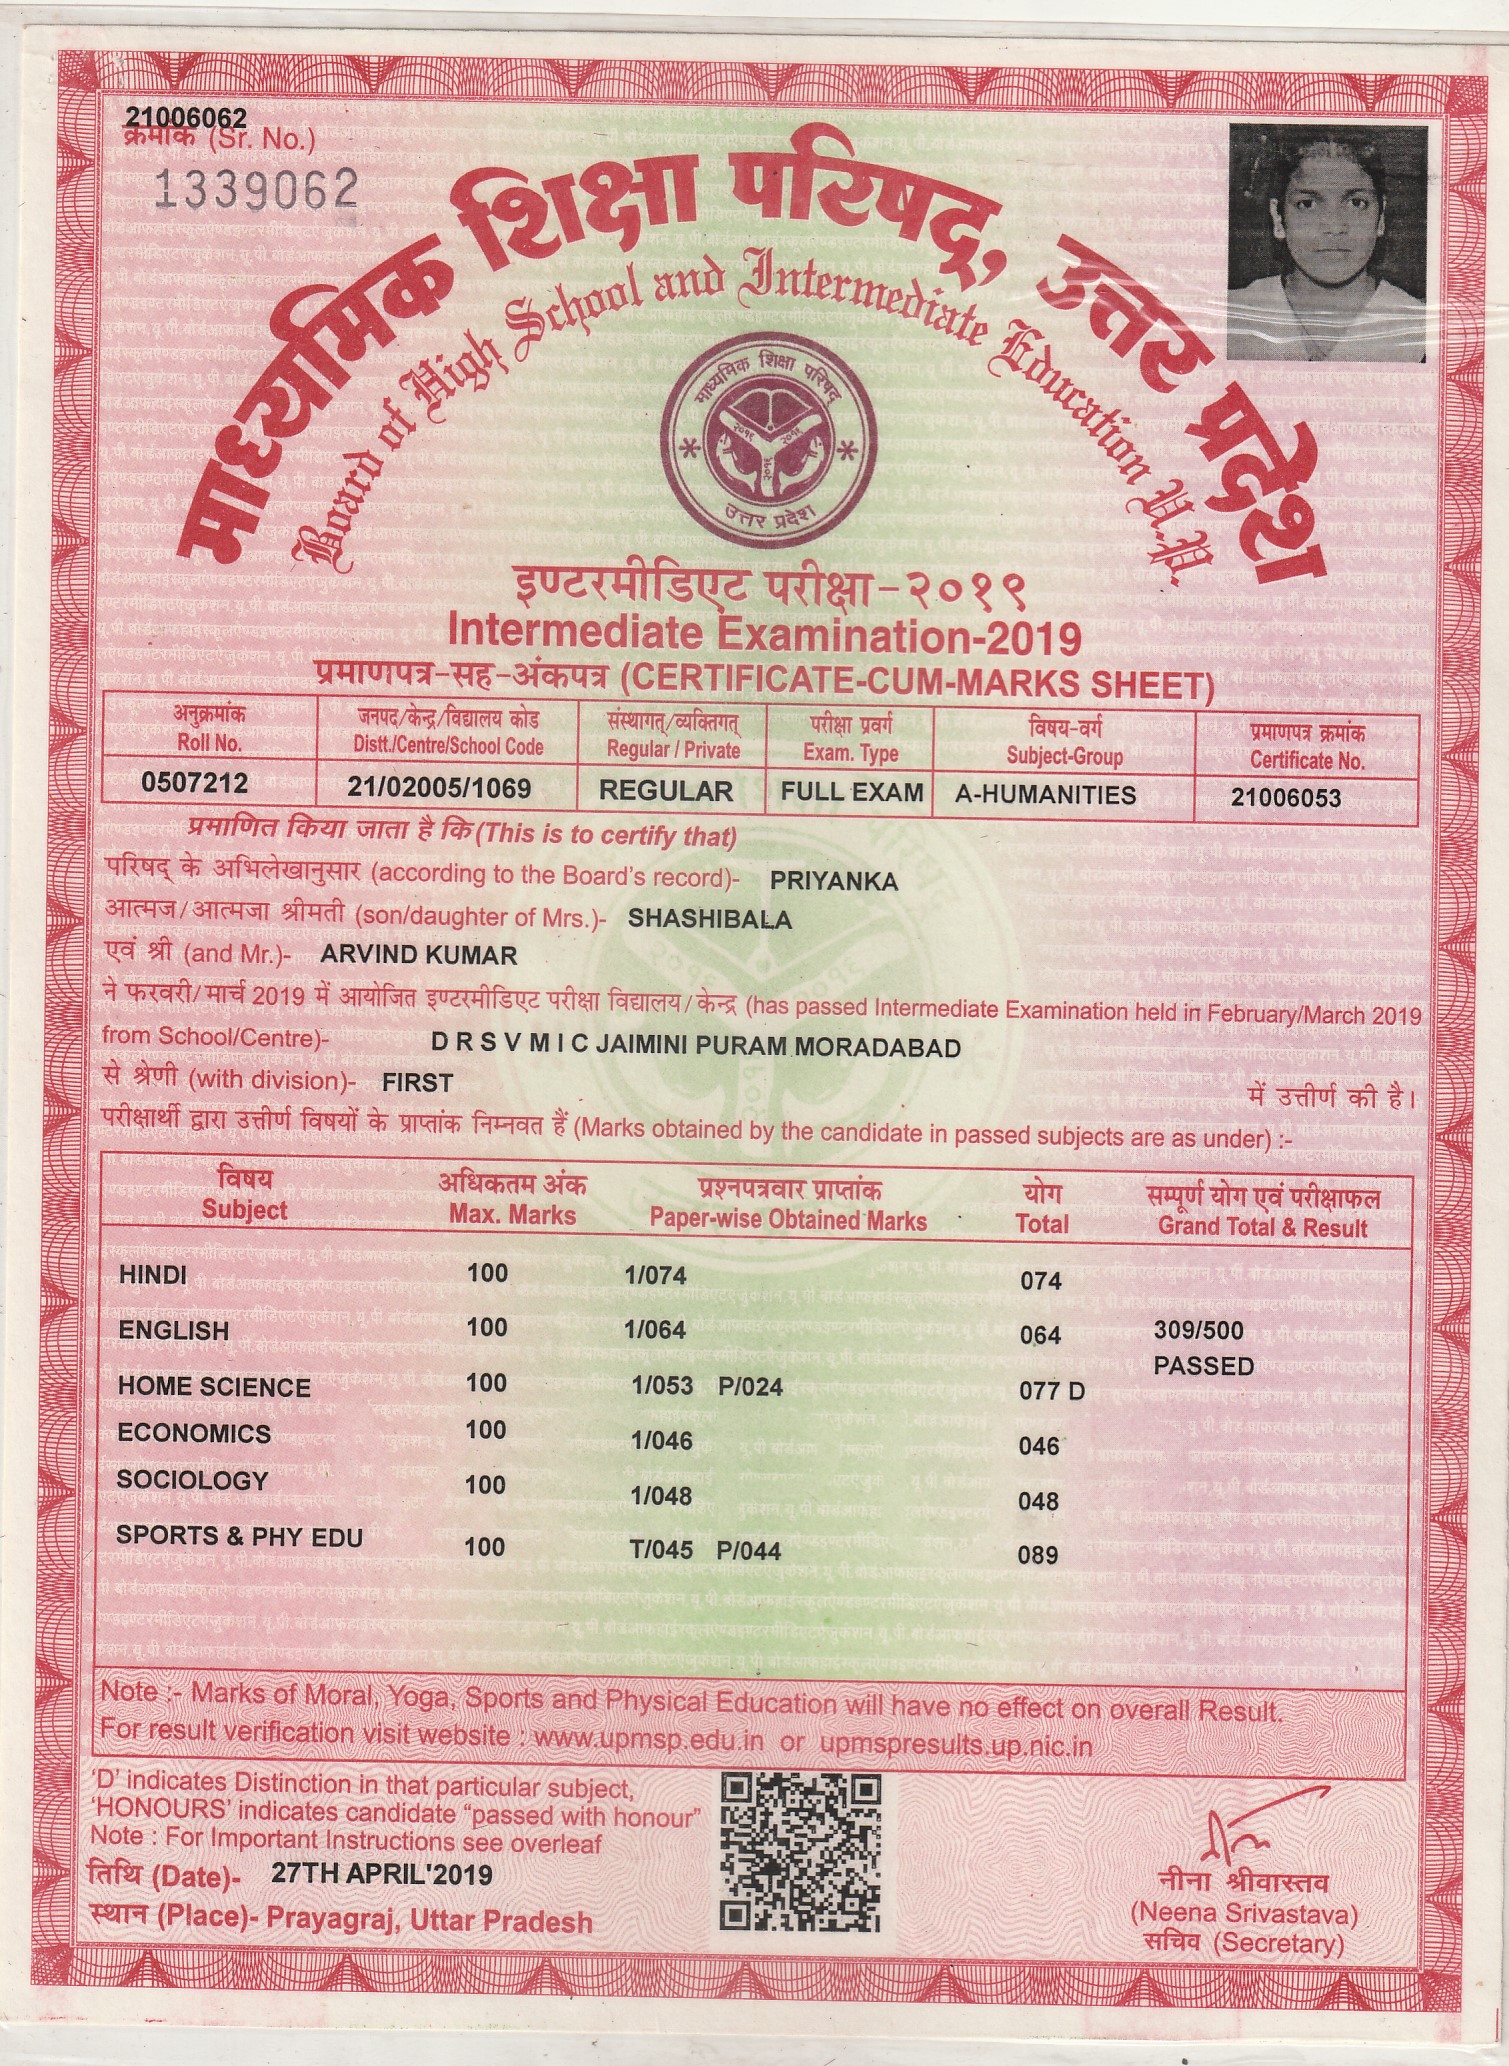 21006062
क्रमांक (Sr. No.)
1339062
माध्यमिक शिक्षा परिषद्, उत्तर प्रदेश
Board of High School and Intermediate Education U.P.
माध्यमिक शिक्षा परिषद्
उत्तर प्रदेश
इण्टरमीडिएट परीक्षा-२०१९
Intermediate Examination-2019
प्रमाणपत्र-सह-अंकपत्र (CERTIFICATE-CUM-MARKS SHEET)
अनुक्रमांक जनपद/केन्द्र/विद्यालय कोड संस्थागत्/व्यक्तिगत् परीक्षा प्रवर्ग विषय-वर्ग प्रमाणपत्र क्रमांक
Roll No. Distt./Centre/School Code Regular / Private Exam. Type Subject-Group Certificate No.
0507212 21/02005/1069 REGULAR FULL EXAM A-HUMANITIES 21006053
प्रमाणित किया जाता है कि (This is to certify that)
परिषद् के अभिलेखानुसार (according to the Board's record)- PRIYANKA
आत्मज/आत्मजा श्रीमती (son/daughter of Mrs.)- SHASHIBALA
एवं श्री (and Mr.)- ARVIND KUMAR
ने फरवरी/मार्च 2019 में आयोजित इण्टरमीडिएट परीक्षा विद्यालय/केन्द्र (has passed Intermediate Examination held in February/March 2019
from School/Centre)- D R S V M I C JAIMINI PURAM MORADABAD
से श्रेणी (with division)- FIRST में उत्तीर्ण की है।
परीक्षार्थी द्वारा उत्तीर्ण विषयों के प्राप्तांक निम्नवत हैं (Marks obtained by the candidate in passed subjects are as under) :-
विषय अधिकतम अंक प्रश्नपत्रवार प्राप्तांक योग सम्पूर्ण योग एवं परीक्षाफल
Subject Max. Marks Paper-wise Obtained Marks Total Grand Total & Result
HINDI 100 1/074 074
ENGLISH 100 1/064 064 309/500
PASSED
HOME SCIENCE 100 1/053 P/024 077 D
ECONOMICS 100 1/046 046
SOCIOLOGY 100 1/048 048
SPORTS & PHY EDU 100 T/045 P/044 089
Note :- Marks of Moral, Yoga, Sports and Physical Education will have no effect on overall Result.
For result verification visit website : www.upmsp.edu.in or upmspresults.up.nic.in
'D' indicates Distinction in that particular subject,
'HONOURS' indicates candidate "passed with honour"
Note : For Important Instructions see overleaf
तिथि (Date)- 27TH APRIL'2019
स्थान (Place)- Prayagraj, Uttar Pradesh
नीना श्रीवास्तव
(Neena Srivastava)
सचिव (Secretary)